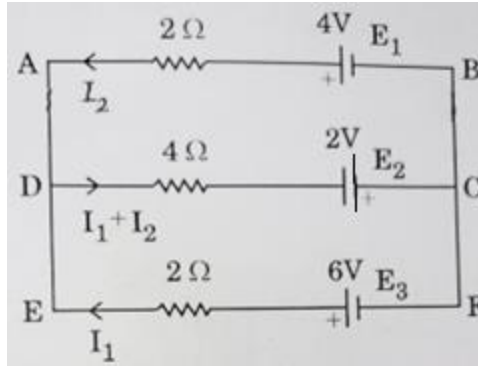 2 Ω 4V E₁
A B
I₂
+
2V
4 Ω E₂
D C
+
I₁+I₂
2 Ω 6V E₃
E F
+
I₁